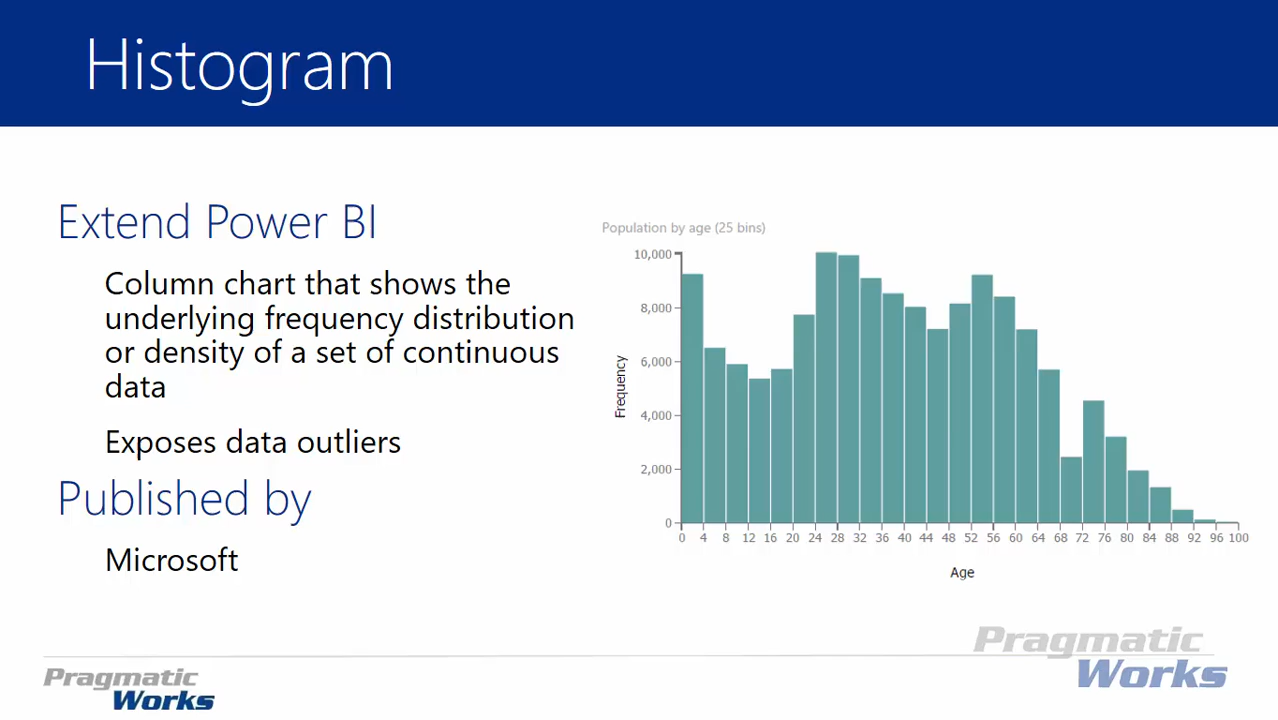 Histogram
Extend Power BI
Column chart that shows the
underlying frequency distribution
or density of a set of continuous
data
Exposes data outliers
Published by
Microsoft
Population by age (25 bins)
10,000
8,000
6,000
4,000
2,000
0
Frequency
0 4 8 12 16 20 24 28 32 36 40 44 48 52 56 60 64 68 72 76 80 84 88 92 96 100
Age
Pragmatic
Works
Pragmatic
Works